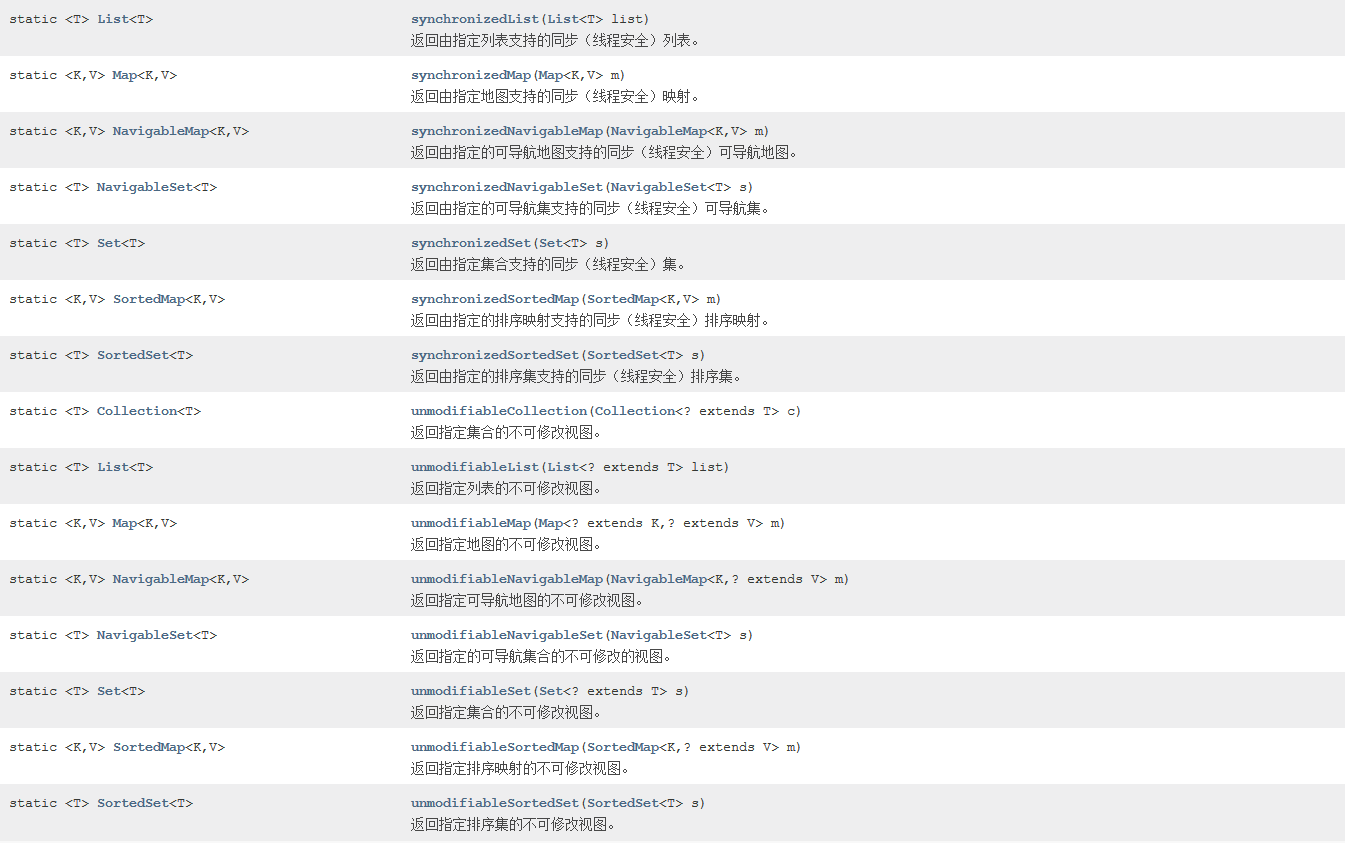 static <T> List<T> synchronizedList(List<T> list)
返回由指定列表支持的同步（线程安全）列表。
static <K,V> Map<K,V> synchronizedMap(Map<K,V> m)
返回由指定地图支持的同步（线程安全）映射。
static <K,V> NavigableMap<K,V> synchronizedNavigableMap(NavigableMap<K,V> m)
返回由指定的可导航地图支持的同步（线程安全）可导航地图。
static <T> NavigableSet<T> synchronizedNavigableSet(NavigableSet<T> s)
返回由指定的可导航集支持的同步（线程安全）可导航集。
static <T> Set<T> synchronizedSet(Set<T> s)
返回由指定集合支持的同步（线程安全）集。
static <K,V> SortedMap<K,V> synchronizedSortedMap(SortedMap<K,V> m)
返回由指定的排序映射支持的同步（线程安全）排序映射。
static <T> SortedSet<T> synchronizedSortedSet(SortedSet<T> s)
返回由指定的排序集支持的同步（线程安全）排序集。
static <T> Collection<T> unmodifiableCollection(Collection<? extends T> c)
返回指定集合的不可修改视图。
static <T> List<T> unmodifiableList(List<? extends T> list)
返回指定列表的不可修改视图。
static <K,V> Map<K,V> unmodifiableMap(Map<? extends K,? extends V> m)
返回指定地图的不可修改视图。
static <K,V> NavigableMap<K,V> unmodifiableNavigableMap(NavigableMap<K,? extends V> m)
返回指定可导航地图的不可修改视图。
static <T> NavigableSet<T> unmodifiableNavigableSet(NavigableSet<T> s)
返回指定的可导航集合的不可修改的视图。
static <T> Set<T> unmodifiableSet(Set<? extends T> s)
返回指定集合的不可修改视图。
static <K,V> SortedMap<K,V> unmodifiableSortedMap(SortedMap<K,? extends V> m)
返回指定排序映射的不可修改视图。
static <T> SortedSet<T> unmodifiableSortedSet(SortedSet<T> s)
返回指定排序集的不可修改视图。